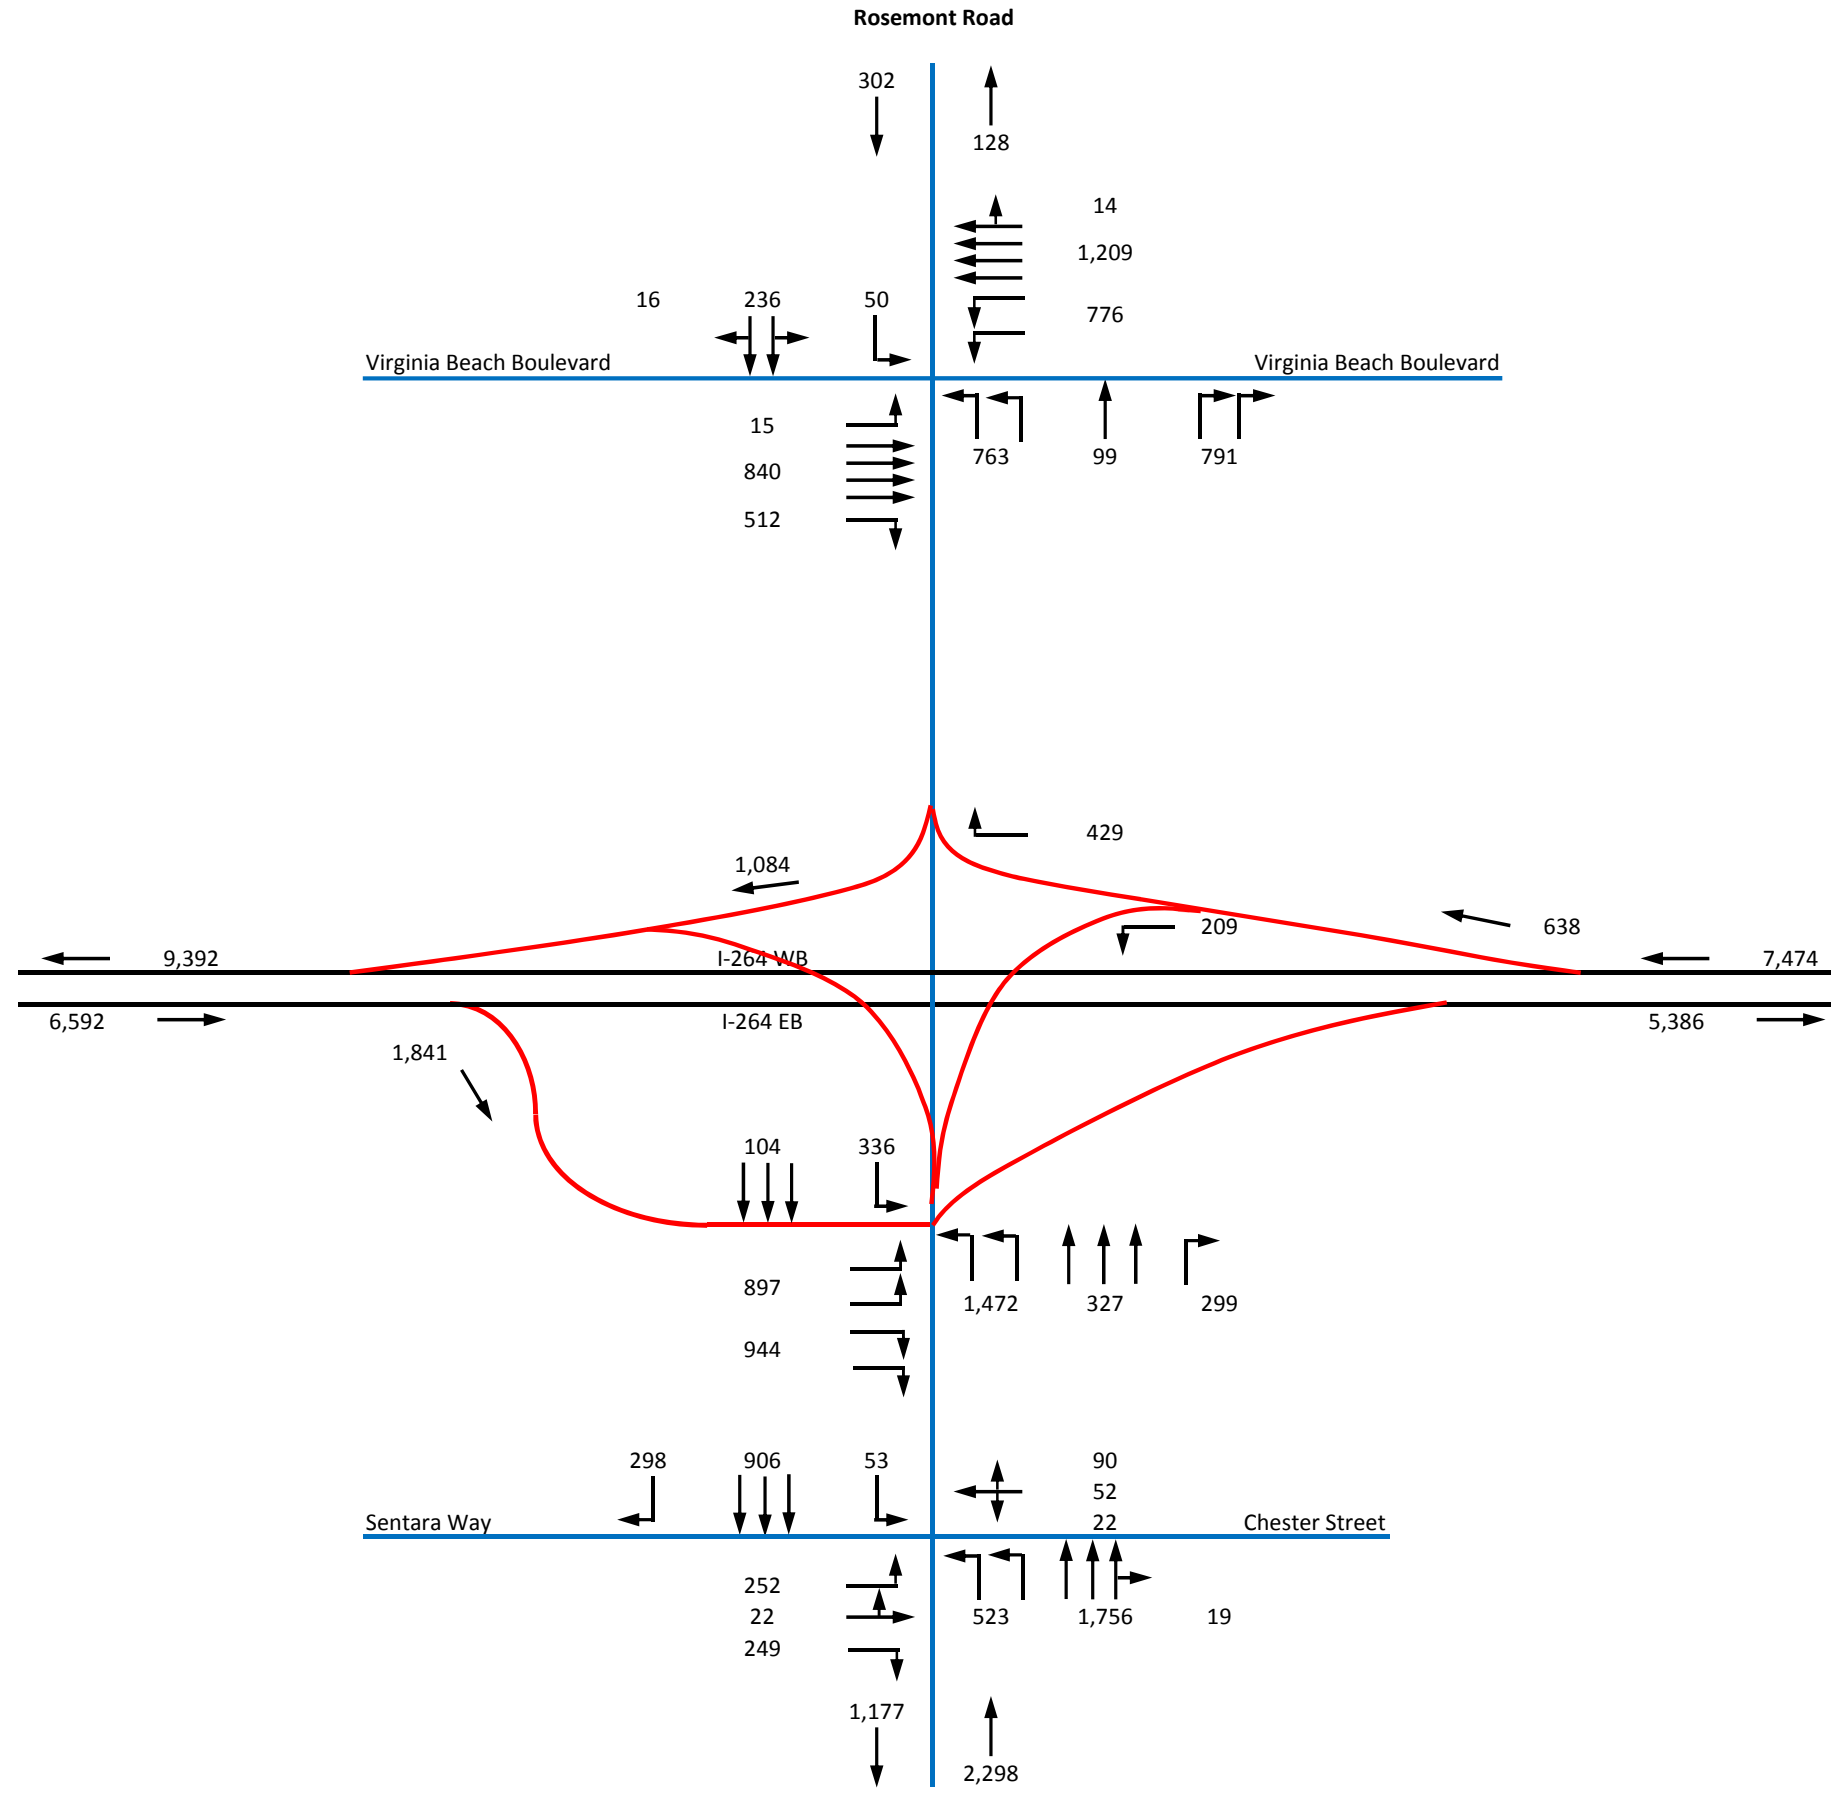 Rosemont Road
302
128
14
1,209
16 236 50
776
Virginia Beach Boulevard Virginia Beach Boulevard
15
763 99 791
840
512
429
1,084
209 638
9,392 I-264 WB 7,474
6,592 I-264 EB 5,386
1,841
104 336
897
1,472 327 299
944
298 906 53 90
52
Sentara Way 22 Chester Street
252
22 523 1,756 19
249
1,177
2,298